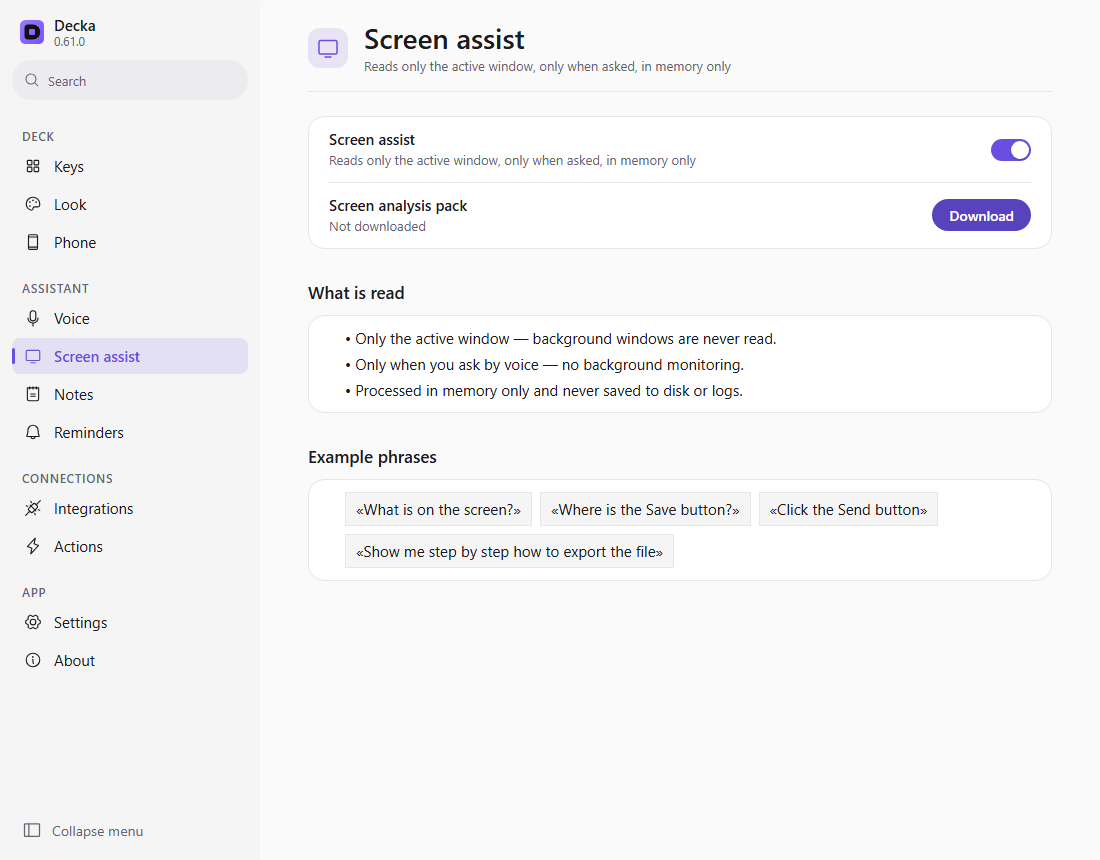 Decka
0.61.0
Search
DECK
Keys
Look
Phone
ASSISTANT
Voice
Screen assist
Notes
Reminders
CONNECTIONS
Integrations
Actions
APP
Settings
About
Collapse menu
Screen assist
Reads only the active window, only when asked, in memory only
Screen assist
Reads only the active window, only when asked, in memory only
Screen analysis pack
Not downloaded
Download
What is read
• Only the active window — background windows are never read.
• Only when you ask by voice — no background monitoring.
• Processed in memory only and never saved to disk or logs.
Example phrases
«What is on the screen?» «Where is the Save button?» «Click the Send button»
«Show me step by step how to export the file»